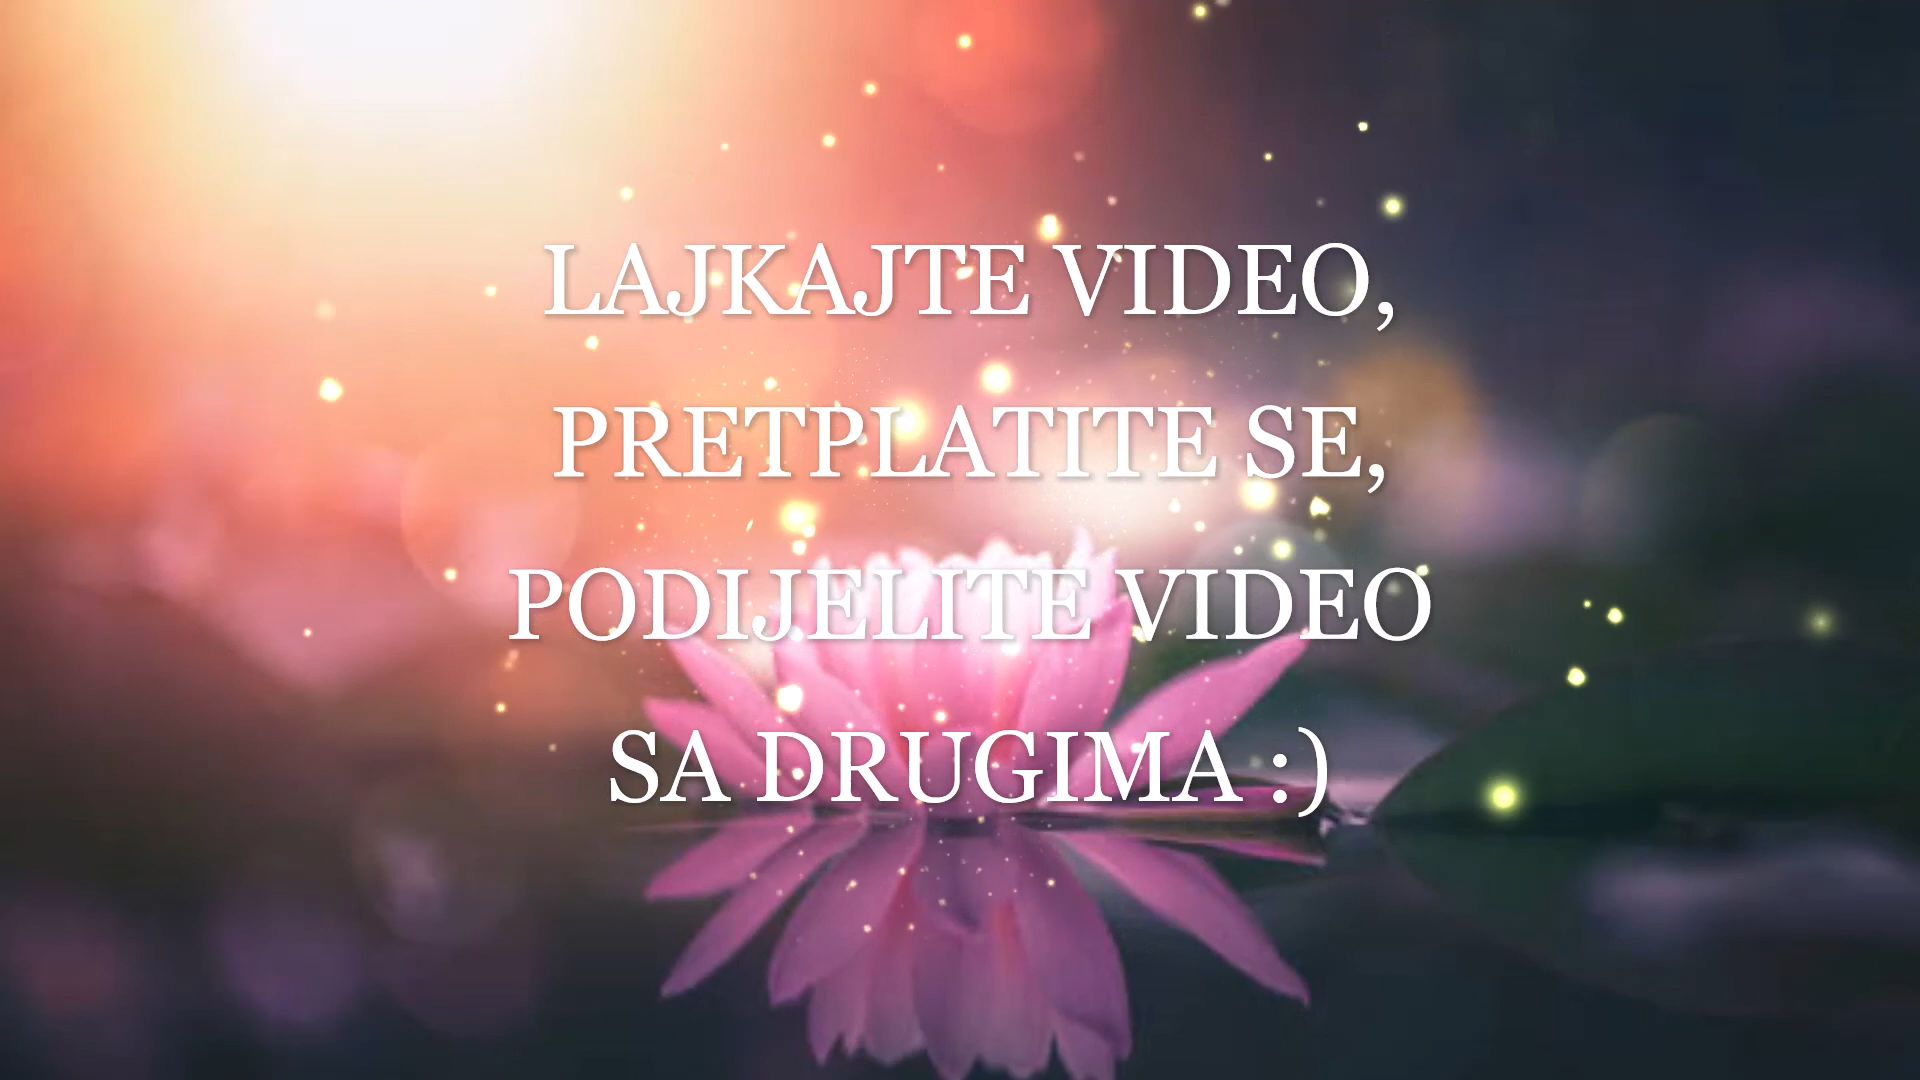 LAJKAJTE VIDEO,
PRETPLATITE SE,
PODIJELITE VIDEO
SA DRUGIMA :)